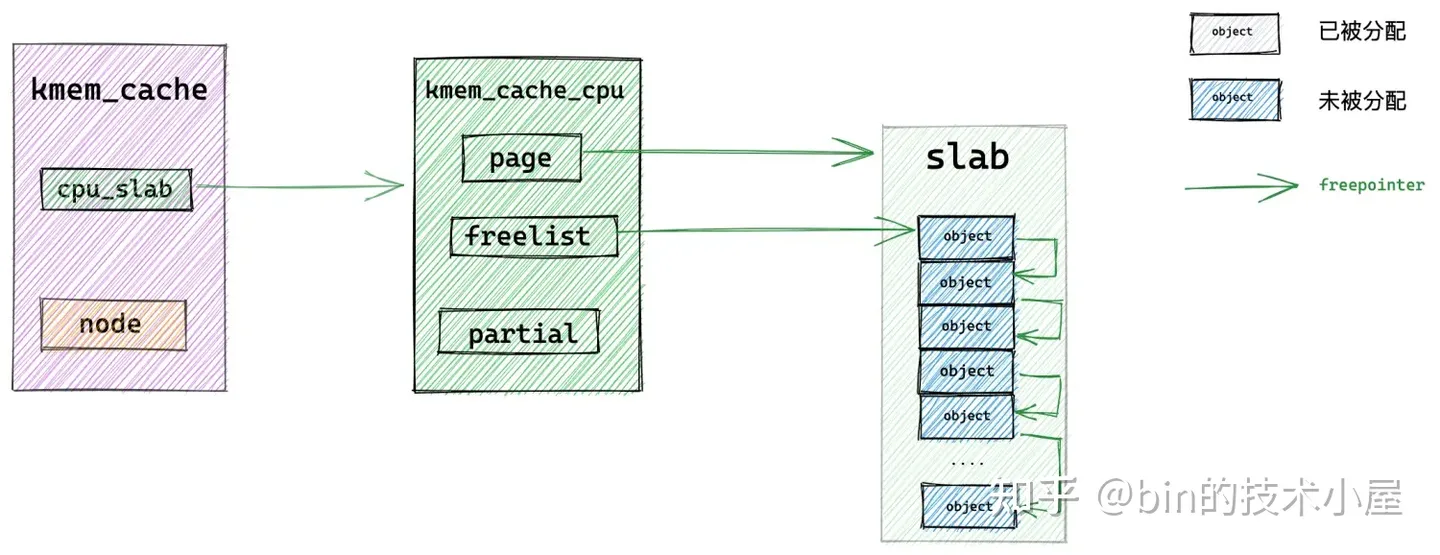 kmem_cache
cpu_slab
node
kmem_cache_cpu
page
freelist
partial
slab
object
object
object
object
object
....
object
object
已被分配
object
未被分配
freepointer
知乎 @bin的技术小屋